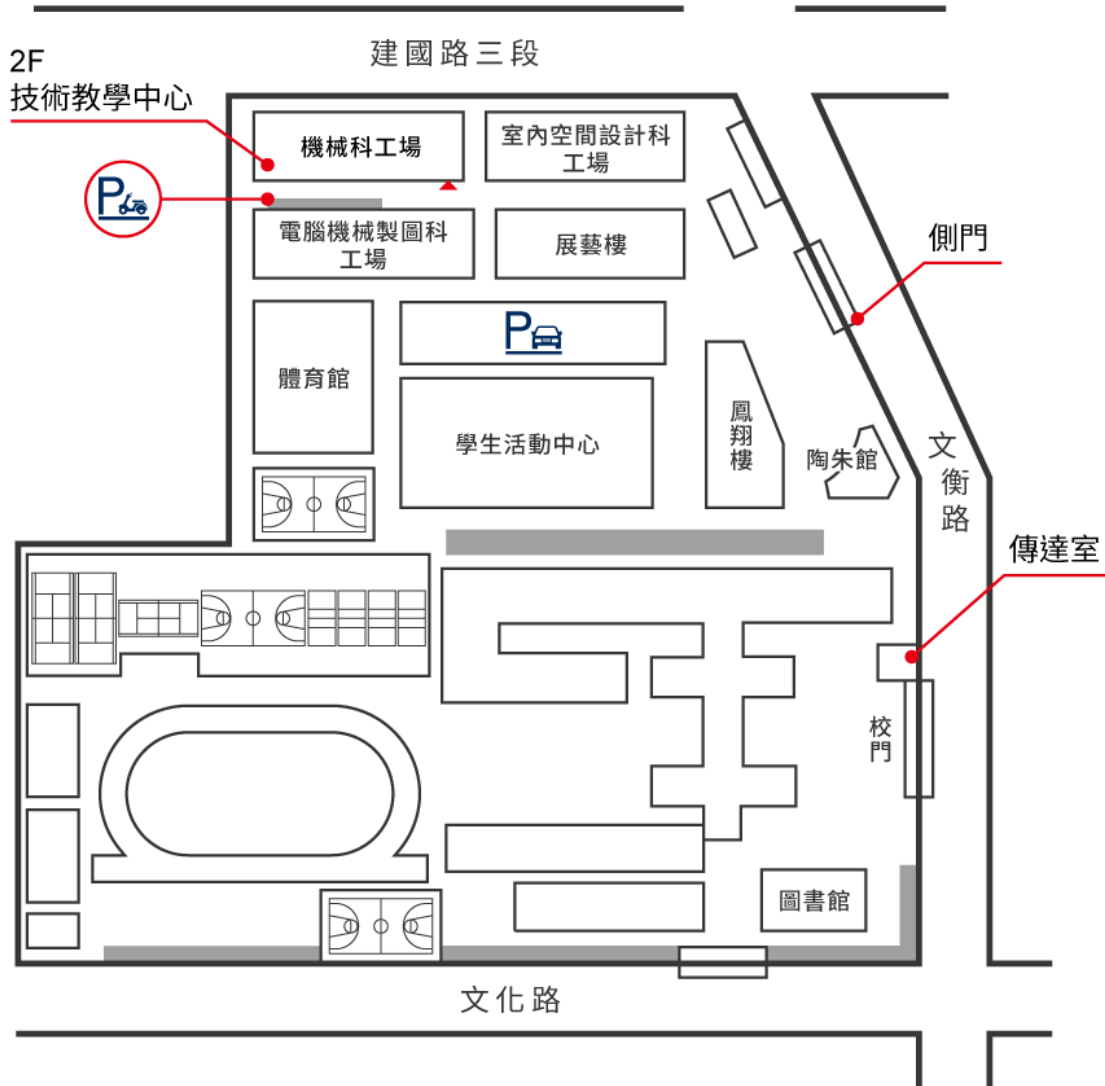 建國路三段
2F
技術教學中心
機械科工場
室內空間設計科
工場
P
電腦機械製圖科
工場
展藝樓
側門
P
體育館
學生活動中心
鳳翔樓
陶朱館
文衡路
傳達室
校門
圖書館
文化路